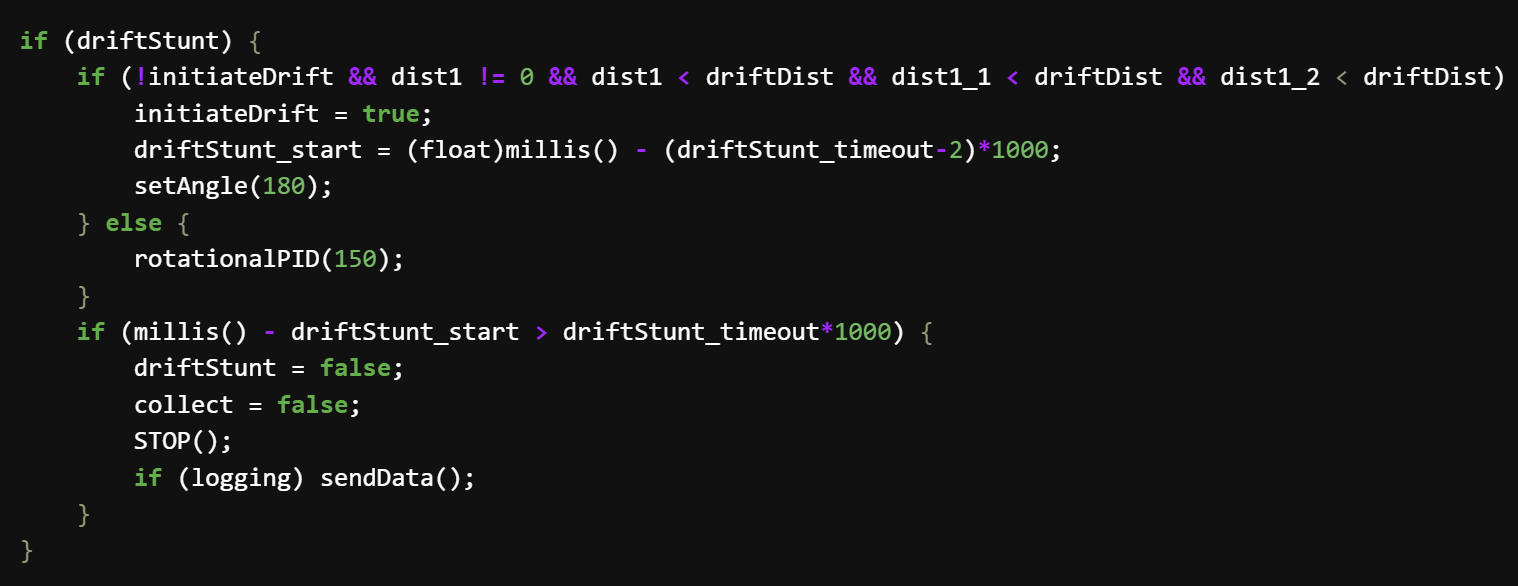 if (driftStunt) {
    if (!initiateDrift && dist1 != 0 && dist1 < driftDist && dist1_1 < driftDist && dist1_2 < driftDist)
        initiateDrift = true;
        driftStunt_start = (float)millis() - (driftStunt_timeout-2)*1000;
        setAngle(180);
    } else {
        rotationalPID(150);
    }
    if (millis() - driftStunt_start > driftStunt_timeout*1000) {
        driftStunt = false;
        collect = false;
        STOP();
        if (logging) sendData();
    }
}